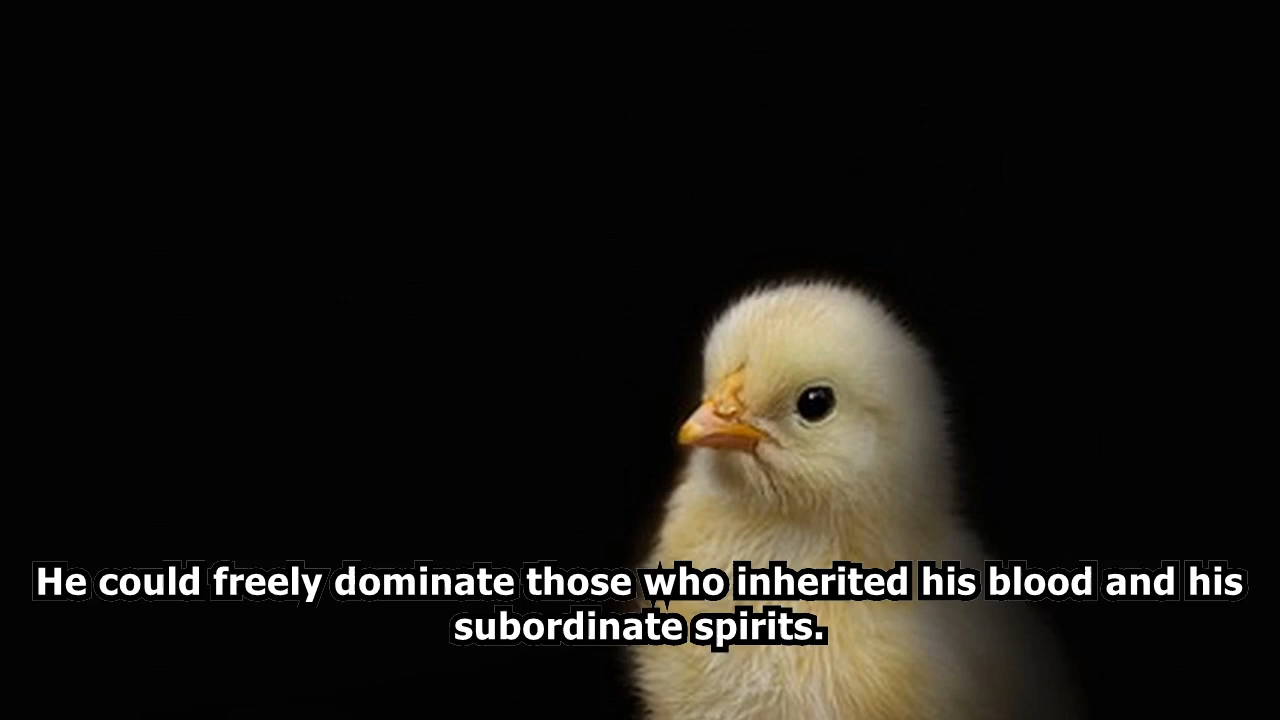 He could freely dominate those who inherited his blood and his
subordinate spirits.